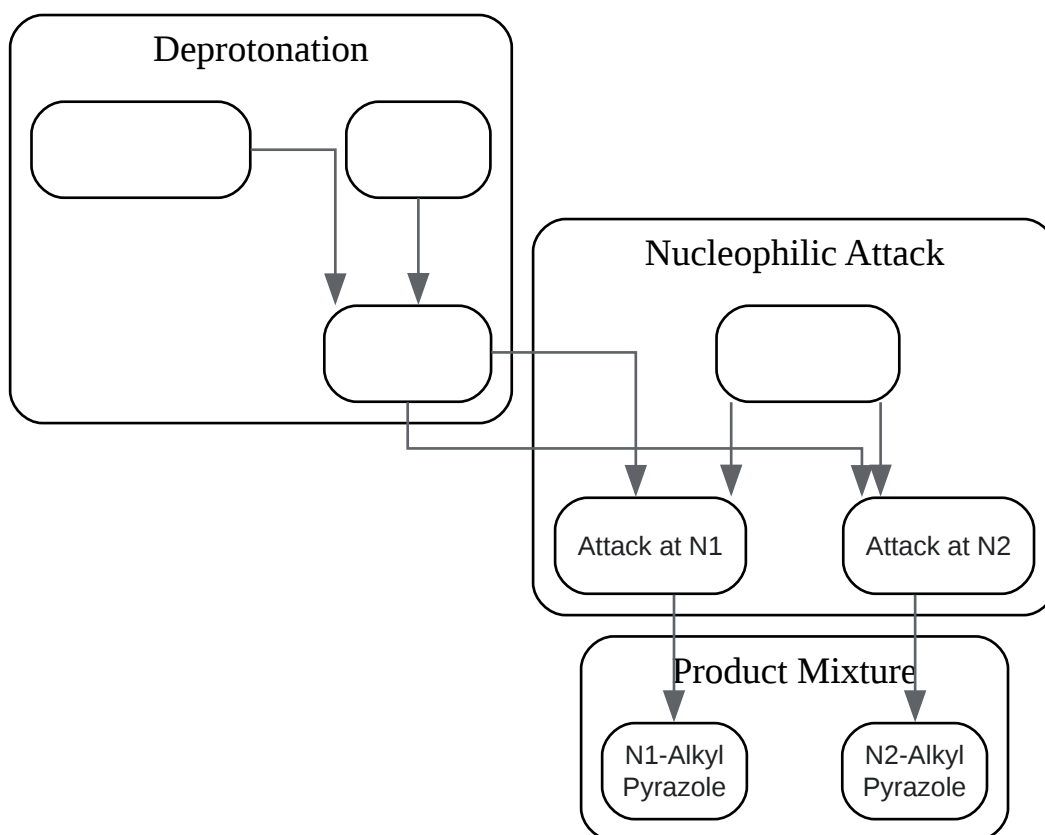 Deprotonation
Nucleophilic Attack
Attack at N1
Attack at N2
Product Mixture
N1-Alkyl
Pyrazole
N2-Alkyl
Pyrazole